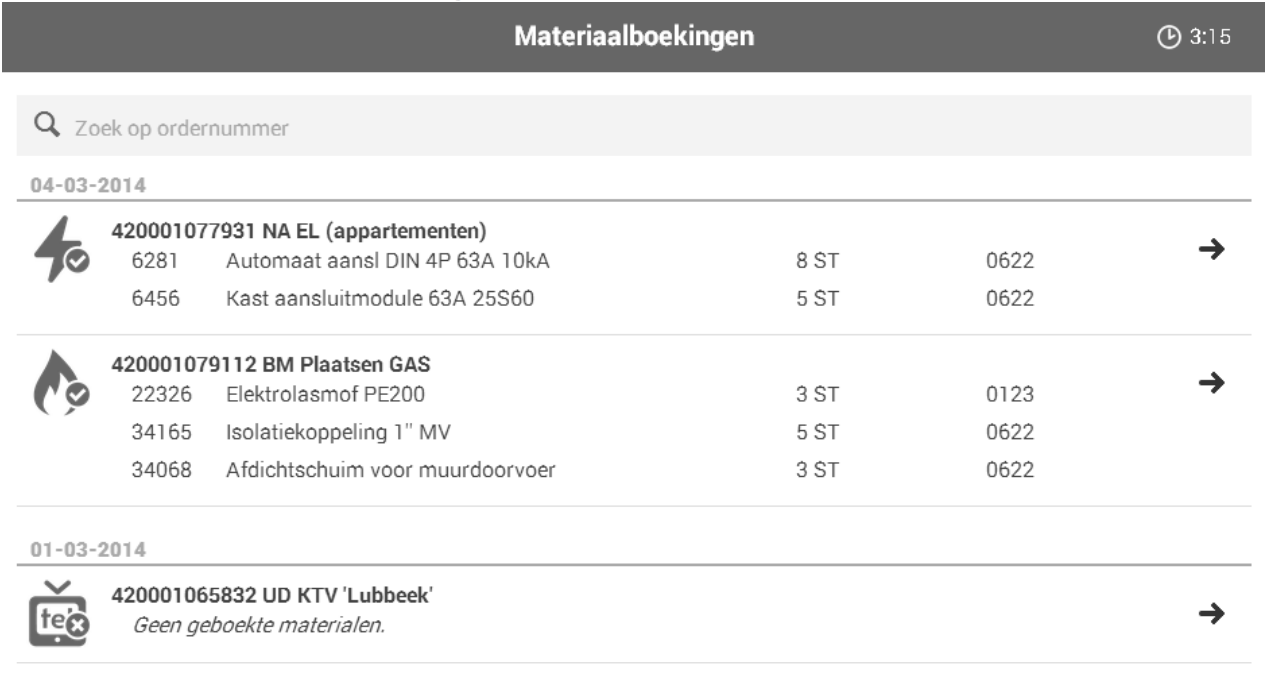 Materiaalboekingen 3:15
Zoek op ordernummer
04-03-2014
420001077931 NA EL (appartementen)
6281 Automaat aansl DIN 4P 63A 10kA 8 ST 0622
6456 Kast aansluitmodule 63A 25S60 5 ST 0622
420001079112 BM Plaatsen GAS
22326 Elektrolasmof PE200 3 ST 0123
34165 Isolatiekoppeling 1" MV 5 ST 0622
34068 Afdichtschuim voor muurdoorvoer 3 ST 0622
01-03-2014
420001065832 UD KTV 'Lubbeek'
Geen geboekte materialen.